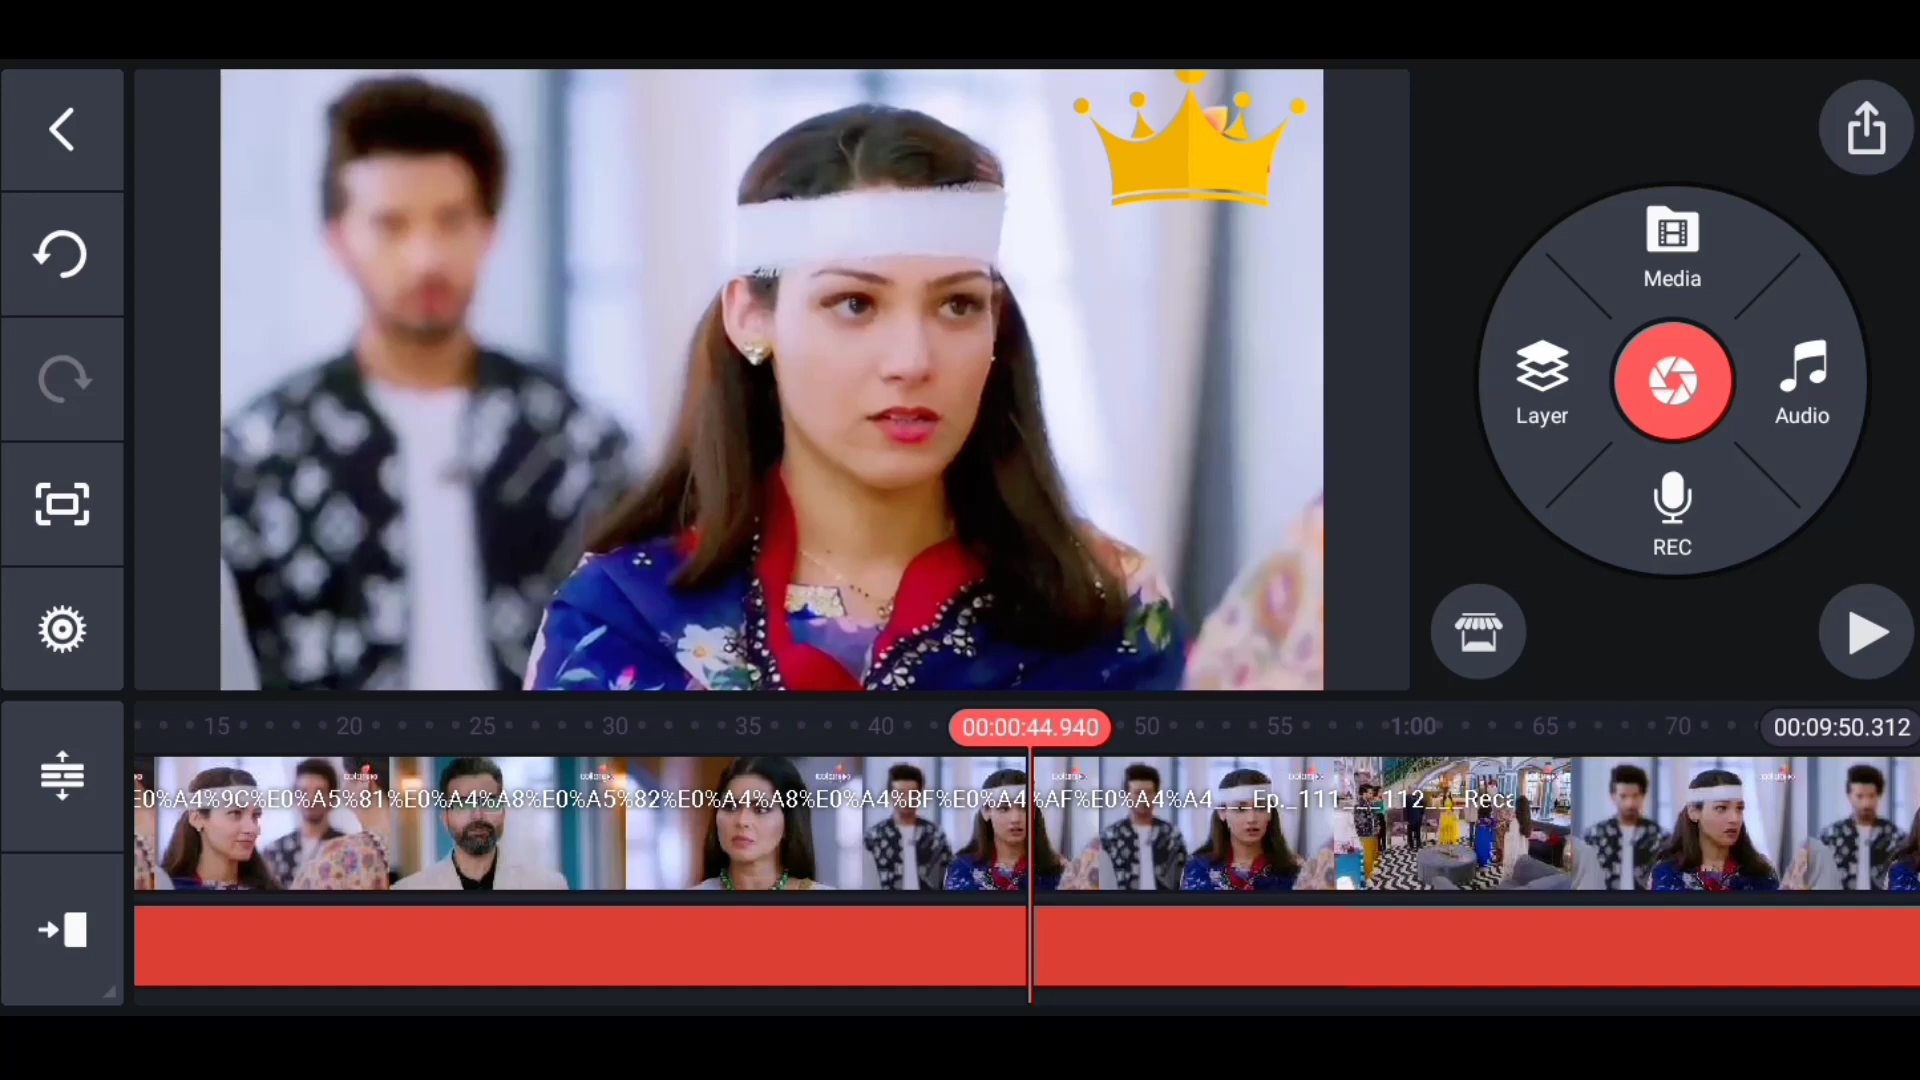 Media
Layer
Audio
REC
15 20 25 30 35 40 00:00:44.940 50 55 1:00 65 70 00:09:50.312
E0%A4%9C%E0%A5%81%E0%A4%A8%E0%A5%82%E0%A4%A8%E0%A4%BF%E0%A4 %AF%E0%A4%A4___Ep._111___112___Reca